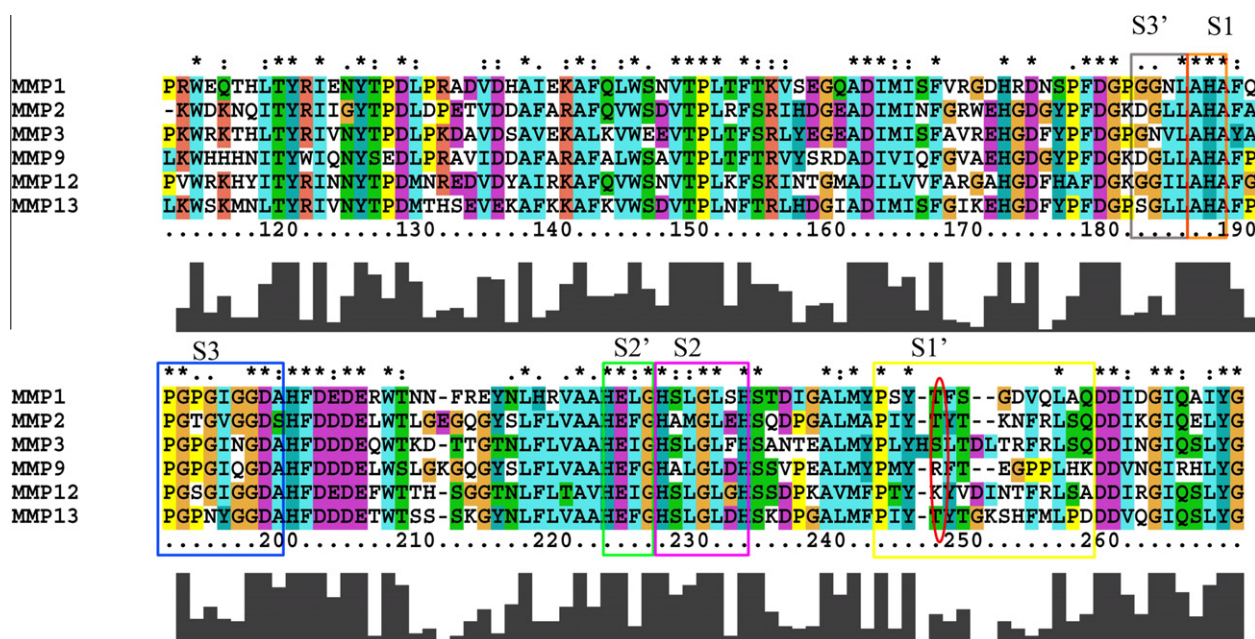 S3' S1
* : ** * .** *: :: *: *: :* *** * : :: *** : * * * **** .. ****:
MMP1 PRWEQTHLTYRIENYTPDLPRADVDHAIEKAFQLWSNVTPLTFTKVSEGQADIMISFVRGDHRDNSPFDGPGGNLAHAFQ
MMP2 -KWDKNQITYRIIGYTPDLDPETVDDAFARAFQVWSDVTPLRFSRIHDGEADIMINFGRWEHGDGYPFDGKDGLLAHAFA
MMP3 PKWRKTHLTYRIVNYTPDLPKDAVDSAVEKALKVWEEVTPLTFSRLYEGEADIMISFAVREHGDFYPFDGPGNVLAHAYA
MMP9 LKWHHHNITYWIQNYSEDLPRAVIDDAFARAFALWSAVTPLTFTRVYSRDADIVIQFGVAEHGDGYPFDGKDGLLAHAFP
MMP12 PVWRKHYITYRINNYTPDMNREDVDYAIRKAFQVWSNVTPLKFSKINTGMADILVVFARGAHGDFHAFDGKGGILAHAFG
MMP13 LKWSKMNLTYRIVNYTPDMTHSEVEKAFKKAFKVWSDVTPLNFTRLHDGIADIMISFGIKEHGDFYPFDGPSGLLAHAFP
........120.......130.......140.......150.......160.......170.......180.......190
S3 S2' S2 S1'
MMP1 PGPGIGGDAHFDEDERWTNN-FREYNLHRVAAHELGHSLGLSHSTDIGALMYPSY-TFS--GDVQLAQDDIDGIQAIYG
MMP2 PGTGVGGDSHFDDDELWTLGEGQGYSLFLVAAHEFGHAMGLEHSQDPGALMAPIY-TYT--KNFRLSQDDIKGIQELYG
MMP3 PGPGINGDAHFDDDEQWTKD-TTGTNLFLVAAHEIGHSLGLFHSANTEALMYPLYHSLTDLTRFRLSQDDINGIQSLYG
MMP9 PGPGIQGDAHFDDDELWSLGKGQGYSLFLVAAHEFGHALGLDHSSVPEALMYPMY-RFT--EGPPLHKDDVNGIRHLYG
MMP12 PGSGIGGDAHFDEDEFWTTH-SGGTNLFLTAVHEIGHSLGLGHSSDPKAVMFPTY-KYVDINTFRLSADDIRGIQSLYG
MMP13 PGPNYGGDAHFDDDETWTSS-SKGYNLFLVAAHEFGHSLGLDHSKDPGALMFPIY-TYTGKSHFMLPDDDVQGIQSLYG
........200.......210.......220.......230.......240.......250.......260.........